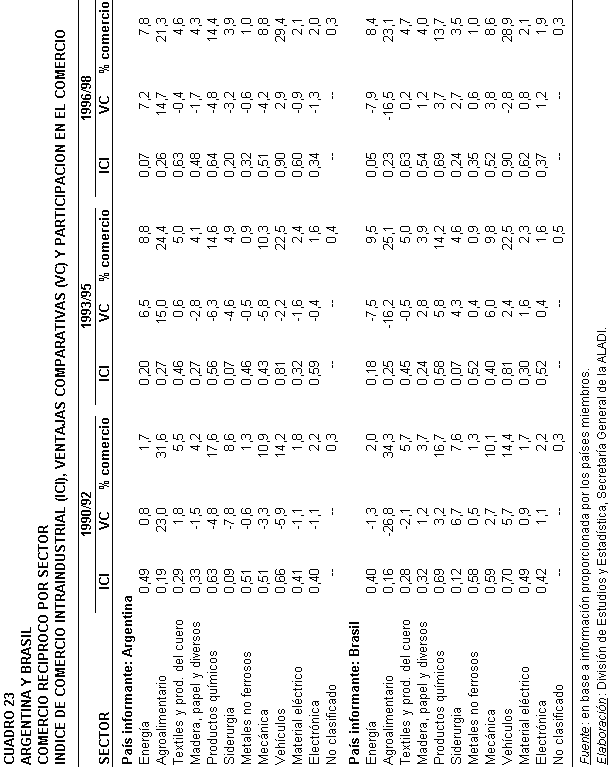 CUADRO 23
ARGENTINA Y BRASIL
COMERCIO RECIPROCO POR SECTOR
INDICE DE COMERCIO INTRAINDUSTRIAL (ICI), VENTAJAS COMPARATIVAS (VC) Y PARTICIPACION EN EL COMERCIO
1990/92 1993/95 1996/98
SECTOR ICI VC % comercio ICI VC % comercio ICI VC % comercio
País informante: Argentina
Energía 0,49 0,8 1,7 0,20 6,5 8,8 0,07 7,2 7,8
Agroalimentario 0,19 23,0 31,6 0,27 15,0 24,4 0,26 14,7 21,3
Textiles y prod. del cuero 0,29 1,8 5,5 0,46 0,6 5,0 0,63 -0,4 4,6
Madera, papel y diversos 0,33 -1,5 4,2 0,27 -2,8 4,1 0,48 -1,7 4,3
Productos químicos 0,63 -4,8 17,6 0,56 -6,3 14,6 0,64 -4,8 14,4
Siderurgia 0,09 -7,8 8,6 0,07 -4,6 4,9 0,20 -3,2 3,9
Metales no ferrosos 0,51 -0,6 1,3 0,46 -0,5 0,9 0,32 -0,6 1,0
Mecánica 0,51 -3,3 10,9 0,43 -5,8 10,3 0,51 -4,2 8,8
Vehículos 0,66 -5,9 14,2 0,81 -2,2 22,5 0,90 2,9 29,4
Material eléctrico 0,41 -1,1 1,8 0,32 -1,6 2,4 0,60 -0,9 2,1
Electrónica 0,40 -1,1 2,2 0,59 -0,4 1,6 0,34 -1,3 2,0
No clasificado -- -- 0,3 -- -- 0,4 -- -- 0,3
País informante: Brasil
Energía 0,40 -1,3 2,0 0,18 -7,5 9,5 0,05 -7,9 8,4
Agroalimentario 0,16 -26,8 34,3 0,25 -16,2 25,1 0,23 -16,5 23,1
Textiles y prod. del cuero 0,28 -2,1 5,7 0,45 -0,5 5,0 0,63 0,2 4,7
Madera, papel y diversos 0,32 1,2 3,7 0,24 2,8 3,9 0,54 1,2 4,0
Productos químicos 0,69 3,2 16,7 0,58 5,8 14,2 0,69 3,7 13,7
Siderurgia 0,12 6,7 7,6 0,07 4,3 4,6 0,24 2,7 3,5
Metales no ferrosos 0,58 0,5 1,3 0,52 0,4 0,9 0,35 0,6 1,0
Mecánica 0,59 2,7 10,1 0,40 6,0 9,8 0,52 3,8 8,6
Vehículos 0,70 5,7 14,4 0,81 2,4 22,5 0,90 -2,8 28,9
Material eléctrico 0,49 0,9 1,7 0,30 1,6 2,3 0,62 0,8 2,1
Electrónica 0,42 1,1 2,2 0,52 0,4 1,6 0,37 1,2 1,9
No clasificado -- -- 0,3 -- -- 0,5 -- -- 0,3
Fuente : en base a información proporcionada por los países miembros.
Elaboración: División de Estudios y Estadística, Secretaría General de la ALADI.